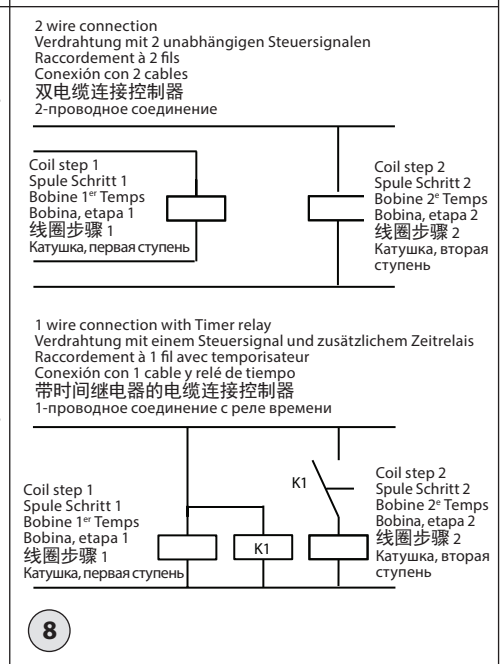 2 wire connection
Verdrahtung mit 2 unabhängigen Steuersignalen
Raccordement à 2 fils
Conexión con 2 cables
双电缆连接控制器
2-проводное соединение
Coil step 1
Spule Schritt 1
Bobine 1er Temps
Bobina, etapa 1
线圈步骤 1
Катушка, первая ступень
Coil step 2
Spule Schritt 2
Bobine 2e Temps
Bobina, etapa 2
线圈步骤 2
Катушка, вторая
ступень
1 wire connection with Timer relay
Verdrahtung mit einem Steuersignal und zusätzlichem Zeitrelais
Raccordement à 1 fil avec temporisateur
Conexión con 1 cable y relé de tiempo
带时间继电器的电缆连接控制器
1-проводное соединение с реле времени
Coil step 1
Spule Schritt 1
Bobine 1er Temps
Bobina, etapa 1
线圈步骤 1
Катушка, первая ступень
K1
K1
Coil step 2
Spule Schritt 2
Bobine 2e Temps
Bobina, etapa 2
线圈步骤 2
Катушка, вторая
ступень
8